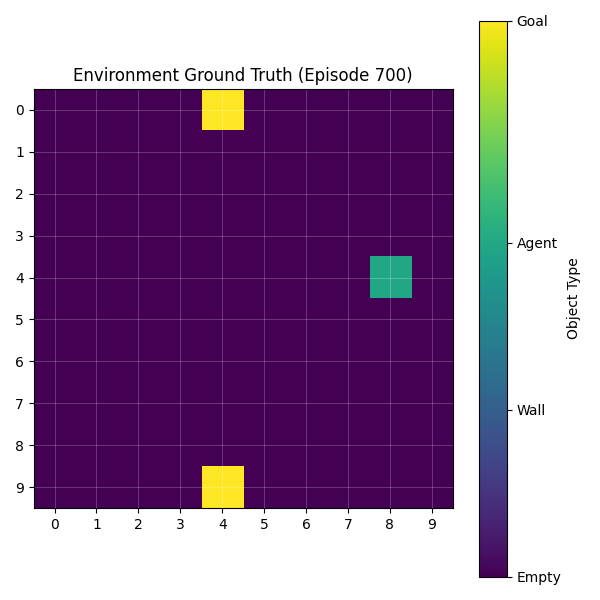 Environment Ground Truth (Episode 700)
Goal
Agent
Wall
Empty
Object Type
0
1
2
3
4
5
6
7
8
9
0 1 2 3 4 5 6 7 8 9